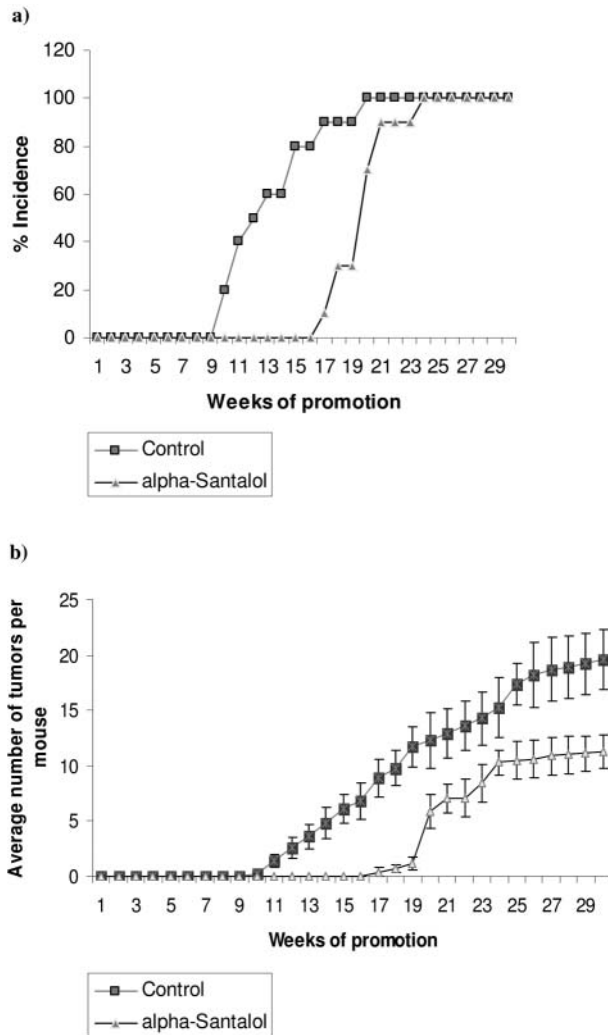 a)
120
100
80
60
40
20
0
% Incidence
1 3 5 7 9 11 13 15 17 19 21 23 25 27 29
Weeks of promotion
Control
alpha-Santalol
b)
25
20
15
10
5
0
Average number of tumors per
mouse
1 3 5 7 9 11 13 15 17 19 21 23 25 27 29
Weeks of promotion
Control
alpha-Santalol